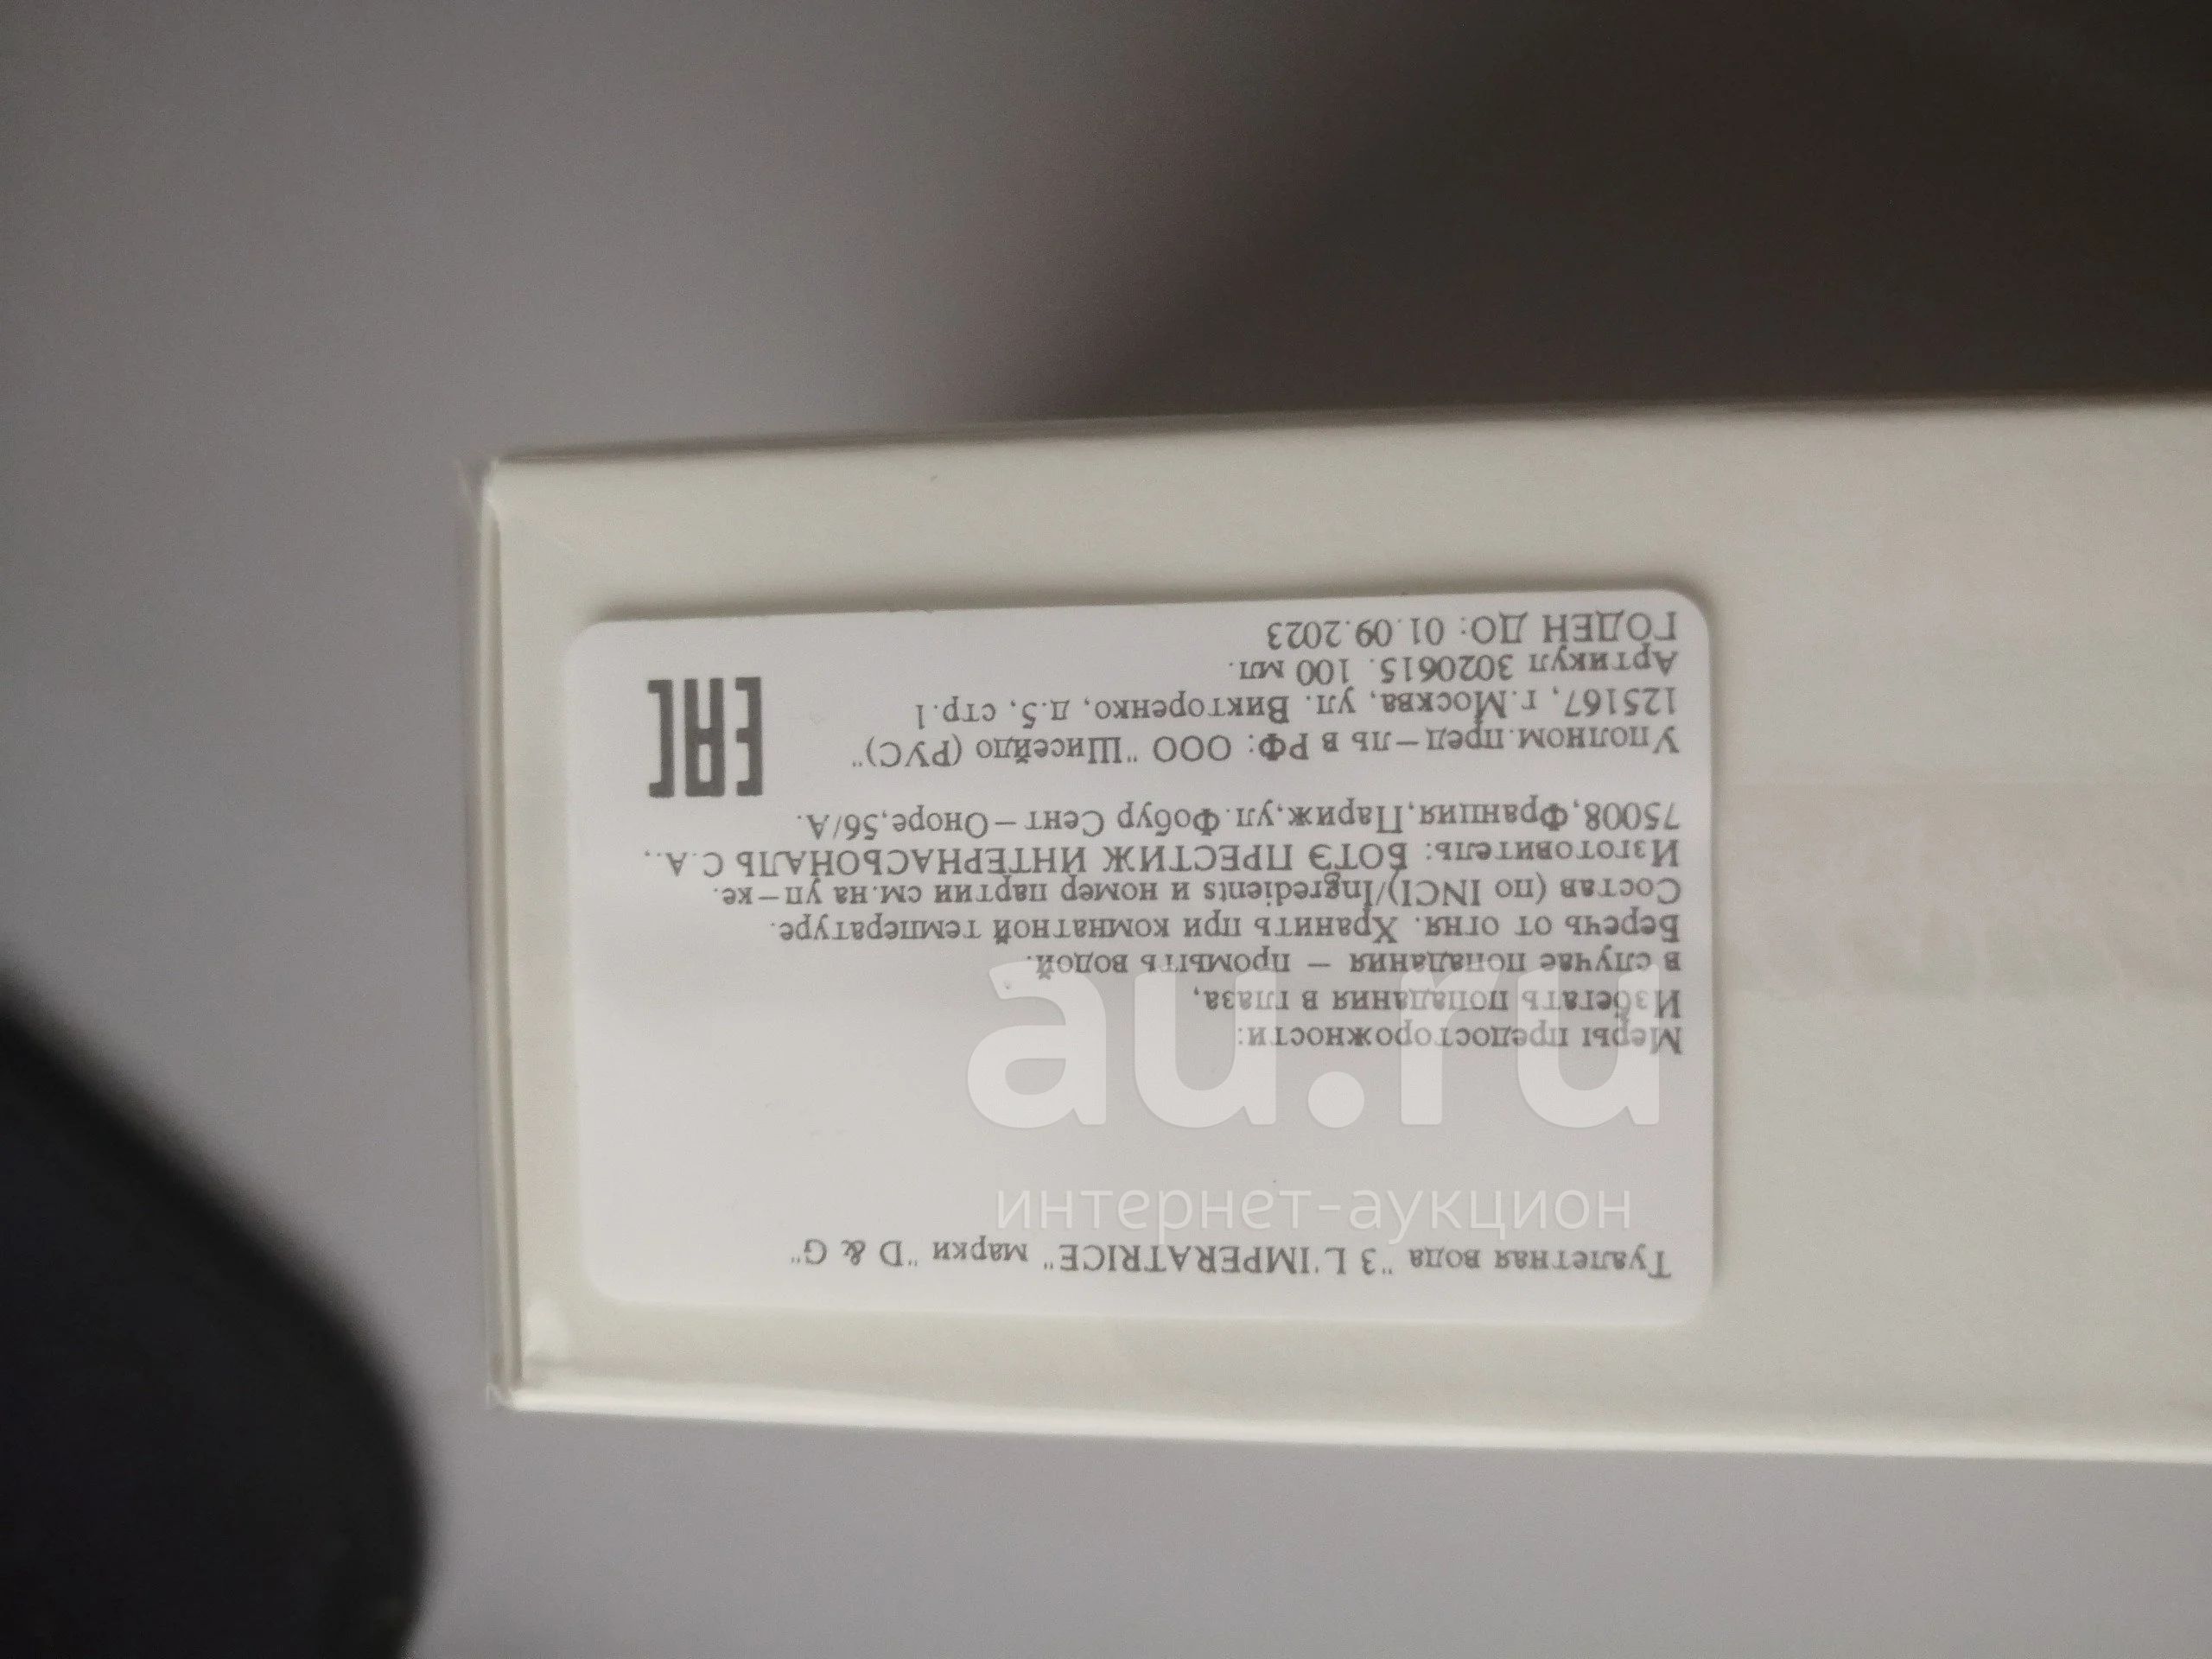 Туалетная вода "3 L'IMPERATRICE" марки "D & G"
Меры предосторожности:
Избегать попадания в глаза,
в случае попадания – промыть водой.
Беречь от огня. Хранить при комнатной температуре.
Состав (по INCI)/Ingredients и номер партии см.на уп–ке.
Изготовитель: БОТЭ ПРЕСТИЖ ИНТЕРНАСЬОНАЛЬ С.А.,
75008,Франция,Париж,ул.Фобур Сент–Оноре,56/А.
Уполном.пред–ль в РФ: ООО "Шисейдо (РУС)"
125167, г.Москва, ул. Викторенко, д.5, стр.1
Артикул 3020615. 100 мл.
ГОДЕН ДО: 01.09.2023
EAC
au.ru
интернет-аукцион